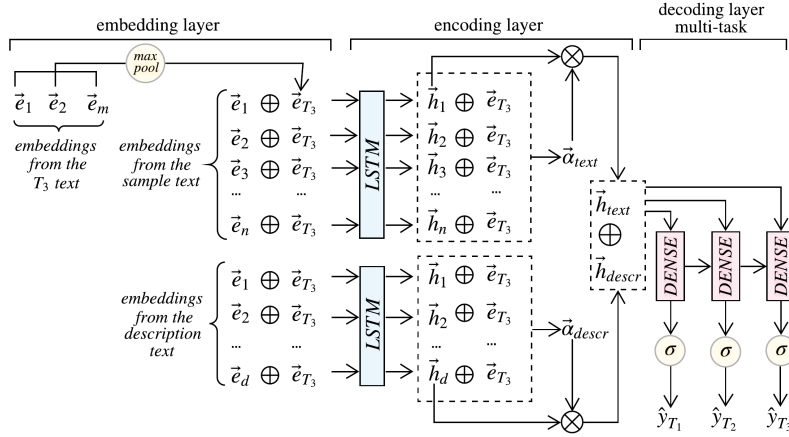 embedding layer
encoding layer
decoding layer
multi-task
max
pool
e⃗1 e⃗2 e⃗m
embeddings
from the
T3 text
embeddings
from the
sample text
e⃗1 ⊕ e⃗T3
e⃗2 ⊕ e⃗T3
e⃗3 ⊕ e⃗T3
... ...
e⃗n ⊕ e⃗T3
LSTM
h⃗1 ⊕ e⃗T3
h⃗2 ⊕ e⃗T3
h⃗3 ⊕ e⃗T3
... ...
h⃗n ⊕ e⃗T3
α⃗text
embeddings
from the
description
text
e⃗1 ⊕ e⃗T3
e⃗2 ⊕ e⃗T3
... ...
e⃗d ⊕ e⃗T3
LSTM
h⃗1 ⊕ e⃗T3
h⃗2 ⊕ e⃗T3
... ...
h⃗d ⊕ e⃗T3
α⃗descr
h⃗text
⊕
h⃗descr
DENSE DENSE DENSE
σ σ σ
ŷT1 ŷT2 ŷT3